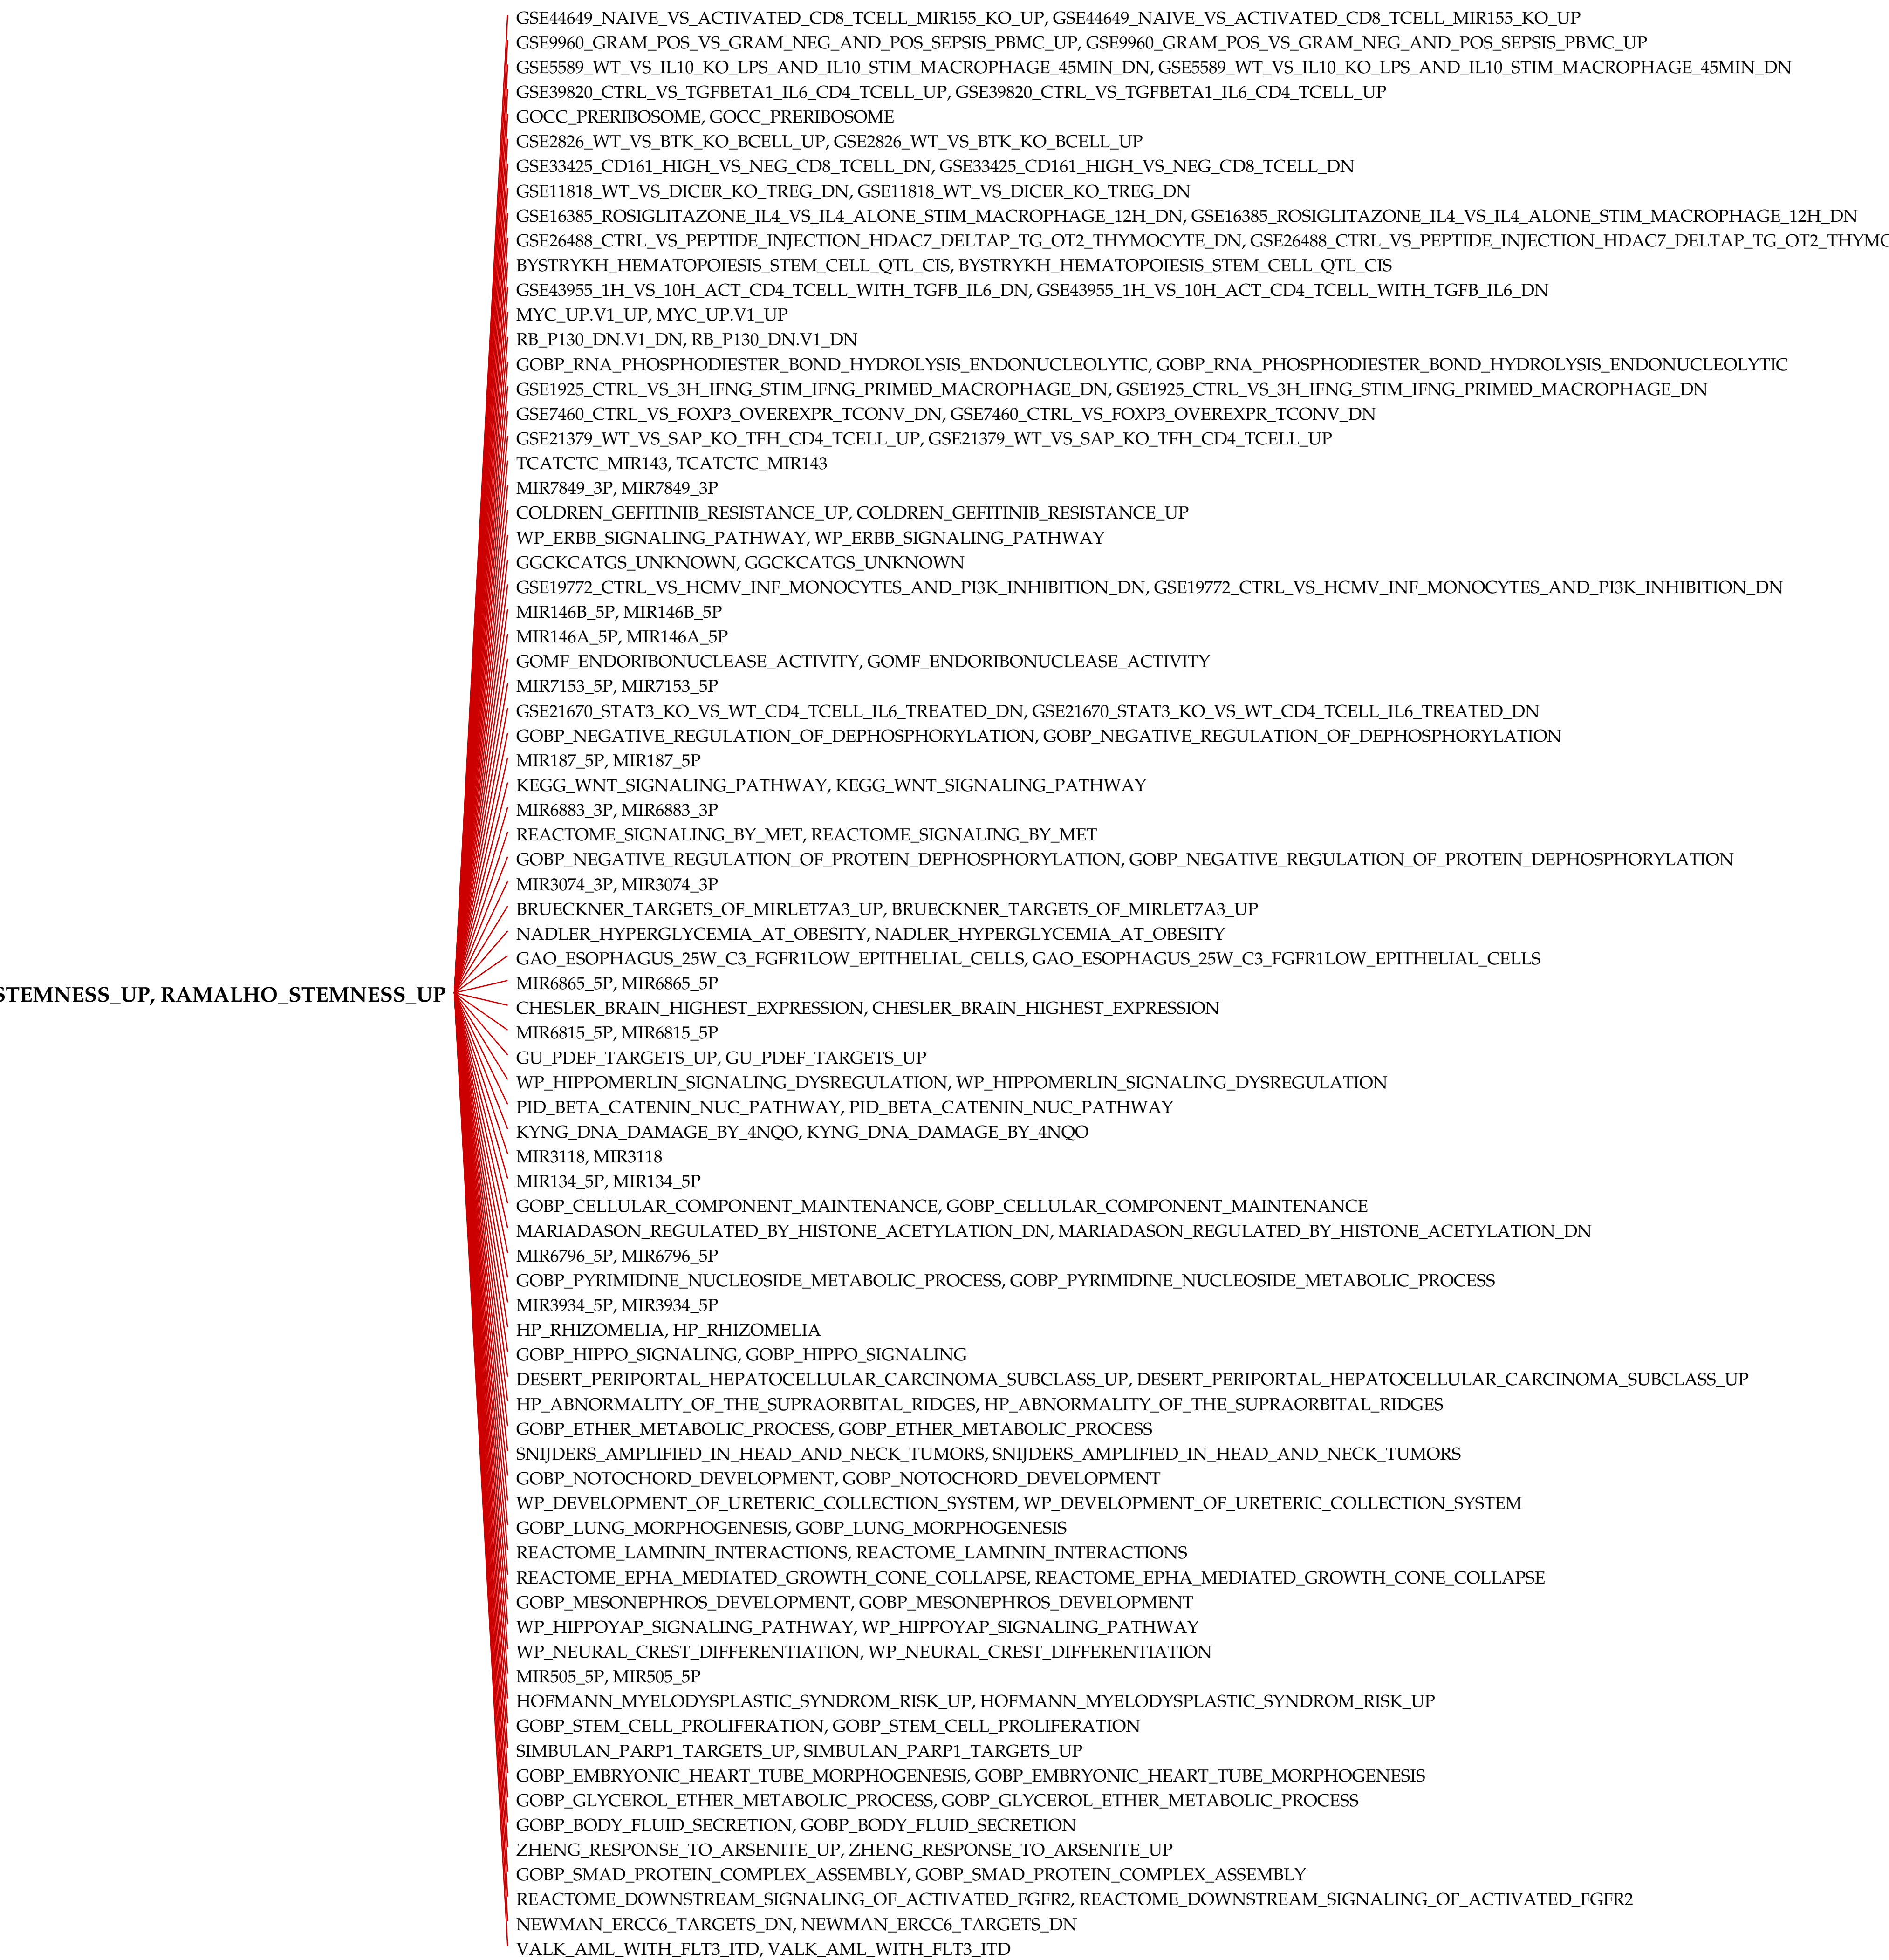 GSE44649_NAIVE_VS_ACTIVATED_CD8_TCELL_MIR155_KO_UP, GSE44649_NAIVE_VS_ACTIVATED_CD8_TCELL_MIR155_KO_UP
GSE9960_GRAM_POS_VS_GRAM_NEG_AND_POS_SEPSIS_PBMC_UP, GSE9960_GRAM_POS_VS_GRAM_NEG_AND_POS_SEPSIS_PBMC_UP
GSE5589_WT_VS_IL10_KO_LPS_AND_IL10_STIM_MACROPHAGE_45MIN_DN, GSE5589_WT_VS_IL10_KO_LPS_AND_IL10_STIM_MACROPHAGE_45MIN_DN
GSE39820_CTRL_VS_TGFBETA1_IL6_CD4_TCELL_UP, GSE39820_CTRL_VS_TGFBETA1_IL6_CD4_TCELL_UP
GOCC_PRERIBOSOME, GOCC_PRERIBOSOME
GSE2826_WT_VS_BTK_KO_BCELL_UP, GSE2826_WT_VS_BTK_KO_BCELL_UP
GSE33425_CD161_HIGH_VS_NEG_CD8_TCELL_DN, GSE33425_CD161_HIGH_VS_NEG_CD8_TCELL_DN
GSE11818_WT_VS_DICER_KO_TREG_DN, GSE11818_WT_VS_DICER_KO_TREG_DN
GSE16385_ROSIGLITAZONE_IL4_VS_IL4_ALONE_STIM_MACROPHAGE_12H_DN, GSE16385_ROSIGLITAZONE_IL4_VS_IL4_ALONE_STIM_MACROPHAGE_12H_DN
GSE26488_CTRL_VS_PEPTIDE_INJECTION_HDAC7_DELTAP_TG_OT2_THYMOCYTE_DN, GSE26488_CTRL_VS_PEPTIDE_INJECTION_HDAC7_DELTAP_TG_OT2_THYMC
BYSTRYKH_HEMATOPOIESIS_STEM_CELL_QTL_CIS, BYSTRYKH_HEMATOPOIESIS_STEM_CELL_QTL_CIS
GSE43955_1H_VS_10H_ACT_CD4_TCELL_WITH_TGFB_IL6_DN, GSE43955_1H_VS_10H_ACT_CD4_TCELL_WITH_TGFB_IL6_DN
MYC_UP.V1_UP, MYC_UP.V1_UP
RB_P130_DN.V1_DN, RB_P130_DN.V1_DN
GOBP_RNA_PHOSPHODIESTER_BOND_HYDROLYSIS_ENDONUCLEOLYTIC, GOBP_RNA_PHOSPHODIESTER_BOND_HYDROLYSIS_ENDONUCLEOLYTIC
GSE1925_CTRL_VS_3H_IFNG_STIM_IFNG_PRIMED_MACROPHAGE_DN, GSE1925_CTRL_VS_3H_IFNG_STIM_IFNG_PRIMED_MACROPHAGE_DN
GSE7460_CTRL_VS_FOXP3_OVEREXPR_TCONV_DN, GSE7460_CTRL_VS_FOXP3_OVEREXPR_TCONV_DN
GSE21379_WT_VS_SAP_KO_TFH_CD4_TCELL_UP, GSE21379_WT_VS_SAP_KO_TFH_CD4_TCELL_UP
TCATCTC_MIR143, TCATCTC_MIR143
MIR7849_3P, MIR7849_3P
COLDREN_GEFITINIB_RESISTANCE_UP, COLDREN_GEFITINIB_RESISTANCE_UP
WP_ERBB_SIGNALING_PATHWAY, WP_ERBB_SIGNALING_PATHWAY
GGCKCATGS_UNKNOWN, GGCKCATGS_UNKNOWN
GSE19772_CTRL_VS_HCMV_INF_MONOCYTES_AND_PI3K_INHIBITION_DN, GSE19772_CTRL_VS_HCMV_INF_MONOCYTES_AND_PI3K_INHIBITION_DN
MIR146B_5P, MIR146B_5P
MIR146A_5P, MIR146A_5P
GOMF_ENDORIBONUCLEASE_ACTIVITY, GOMF_ENDORIBONUCLEASE_ACTIVITY
MIR7153_5P, MIR7153_5P
GSE21670_STAT3_KO_VS_WT_CD4_TCELL_IL6_TREATED_DN, GSE21670_STAT3_KO_VS_WT_CD4_TCELL_IL6_TREATED_DN
GOBP_NEGATIVE_REGULATION_OF_DEPHOSPHORYLATION, GOBP_NEGATIVE_REGULATION_OF_DEPHOSPHORYLATION
MIR187_5P, MIR187_5P
KEGG_WNT_SIGNALING_PATHWAY, KEGG_WNT_SIGNALING_PATHWAY
MIR6883_3P, MIR6883_3P
REACTOME_SIGNALING_BY_MET, REACTOME_SIGNALING_BY_MET
GOBP_NEGATIVE_REGULATION_OF_PROTEIN_DEPHOSPHORYLATION, GOBP_NEGATIVE_REGULATION_OF_PROTEIN_DEPHOSPHORYLATION
MIR3074_3P, MIR3074_3P
BRUECKNER_TARGETS_OF_MIRLET7A3_UP, BRUECKNER_TARGETS_OF_MIRLET7A3_UP
NADLER_HYPERGLYCEMIA_AT_OBESITY, NADLER_HYPERGLYCEMIA_AT_OBESITY
GAO_ESOPHAGUS_25W_C3_FGFR1LOW_EPITHELIAL_CELLS, GAO_ESOPHAGUS_25W_C3_FGFR1LOW_EPITHELIAL_CELLS
MIR6865_5P, MIR6865_5P
STEMNESS_UP, RAMALHO_STEMNESS_UP
CHESLER_BRAIN_HIGHEST_EXPRESSION, CHESLER_BRAIN_HIGHEST_EXPRESSION
MIR6815_5P, MIR6815_5P
GU_PDEF_TARGETS_UP, GU_PDEF_TARGETS_UP
WP_HIPPOMERLIN_SIGNALING_DYSREGULATION, WP_HIPPOMERLIN_SIGNALING_DYSREGULATION
PID_BETA_CATENIN_NUC_PATHWAY, PID_BETA_CATENIN_NUC_PATHWAY
KYNG_DNA_DAMAGE_BY_4NQO, KYNG_DNA_DAMAGE_BY_4NQO
MIR3118, MIR3118
MIR134_5P, MIR134_5P
GOBP_CELLULAR_COMPONENT_MAINTENANCE, GOBP_CELLULAR_COMPONENT_MAINTENANCE
MARIADASON_REGULATED_BY_HISTONE_ACETYLATION_DN, MARIADASON_REGULATED_BY_HISTONE_ACETYLATION_DN
MIR6796_5P, MIR6796_5P
GOBP_PYRIMIDINE_NUCLEOSIDE_METABOLIC_PROCESS, GOBP_PYRIMIDINE_NUCLEOSIDE_METABOLIC_PROCESS
MIR3934_5P, MIR3934_5P
HP_RHIZOMELIA, HP_RHIZOMELIA
GOBP_HIPPO_SIGNALING, GOBP_HIPPO_SIGNALING
DESERT_PERIPORTAL_HEPATOCELLULAR_CARCINOMA_SUBCLASS_UP, DESERT_PERIPORTAL_HEPATOCELLULAR_CARCINOMA_SUBCLASS_UP
HP_ABNORMALITY_OF_THE_SUPRAORBITAL_RIDGES, HP_ABNORMALITY_OF_THE_SUPRAORBITAL_RIDGES
GOBP_ETHER_METABOLIC_PROCESS, GOBP_ETHER_METABOLIC_PROCESS
SNIJDERS_AMPLIFIED_IN_HEAD_AND_NECK_TUMORS, SNIJDERS_AMPLIFIED_IN_HEAD_AND_NECK_TUMORS
GOBP_NOTOCHORD_DEVELOPMENT, GOBP_NOTOCHORD_DEVELOPMENT
WP_DEVELOPMENT_OF_URETERIC_COLLECTION_SYSTEM, WP_DEVELOPMENT_OF_URETERIC_COLLECTION_SYSTEM
GOBP_LUNG_MORPHOGENESIS, GOBP_LUNG_MORPHOGENESIS
REACTOME_LAMININ_INTERACTIONS, REACTOME_LAMININ_INTERACTIONS
REACTOME_EPHA_MEDIATED_GROWTH_CONE_COLLAPSE, REACTOME_EPHA_MEDIATED_GROWTH_CONE_COLLAPSE
GOBP_MESONEPHROS_DEVELOPMENT, GOBP_MESONEPHROS_DEVELOPMENT
WP_HIPPOYAP_SIGNALING_PATHWAY, WP_HIPPOYAP_SIGNALING_PATHWAY
WP_NEURAL_CREST_DIFFERENTIATION, WP_NEURAL_CREST_DIFFERENTIATION
MIR505_5P, MIR505_5P
HOFMANN_MYELODYSPLASTIC_SYNDROM_RISK_UP, HOFMANN_MYELODYSPLASTIC_SYNDROM_RISK_UP
GOBP_STEM_CELL_PROLIFERATION, GOBP_STEM_CELL_PROLIFERATION
SIMBULAN_PARP1_TARGETS_UP, SIMBULAN_PARP1_TARGETS_UP
GOBP_EMBRYONIC_HEART_TUBE_MORPHOGENESIS, GOBP_EMBRYONIC_HEART_TUBE_MORPHOGENESIS
GOBP_GLYCEROL_ETHER_METABOLIC_PROCESS, GOBP_GLYCEROL_ETHER_METABOLIC_PROCESS
GOBP_BODY_FLUID_SECRETION, GOBP_BODY_FLUID_SECRETION
ZHENG_RESPONSE_TO_ARSENITE_UP, ZHENG_RESPONSE_TO_ARSENITE_UP
GOBP_SMAD_PROTEIN_COMPLEX_ASSEMBLY, GOBP_SMAD_PROTEIN_COMPLEX_ASSEMBLY
REACTOME_DOWNSTREAM_SIGNALING_OF_ACTIVATED_FGFR2, REACTOME_DOWNSTREAM_SIGNALING_OF_ACTIVATED_FGFR2
NEWMAN_ERCC6_TARGETS_DN, NEWMAN_ERCC6_TARGETS_DN
VALK_AML_WITH_FLT3_ITD, VALK_AML_WITH_FLT3_ITD